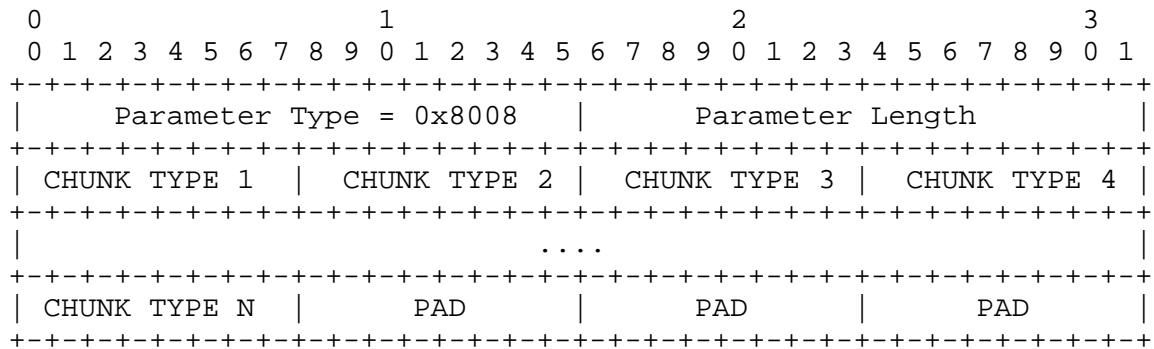 0                   1                   2                   3
 0 1 2 3 4 5 6 7 8 9 0 1 2 3 4 5 6 7 8 9 0 1 2 3 4 5 6 7 8 9 0 1
+-+-+-+-+-+-+-+-+-+-+-+-+-+-+-+-+-+-+-+-+-+-+-+-+-+-+-+-+-+-+-+-+
|     Parameter Type = 0x8008   |      Parameter Length         |
+-+-+-+-+-+-+-+-+-+-+-+-+-+-+-+-+-+-+-+-+-+-+-+-+-+-+-+-+-+-+-+-+
| CHUNK TYPE 1  |  CHUNK TYPE 2 |  CHUNK TYPE 3 |  CHUNK TYPE 4 |
+-+-+-+-+-+-+-+-+-+-+-+-+-+-+-+-+-+-+-+-+-+-+-+-+-+-+-+-+-+-+-+-+
|                             ....                              |
+-+-+-+-+-+-+-+-+-+-+-+-+-+-+-+-+-+-+-+-+-+-+-+-+-+-+-+-+-+-+-+-+
| CHUNK TYPE N  |      PAD      |      PAD      |      PAD      |
+-+-+-+-+-+-+-+-+-+-+-+-+-+-+-+-+-+-+-+-+-+-+-+-+-+-+-+-+-+-+-+-+